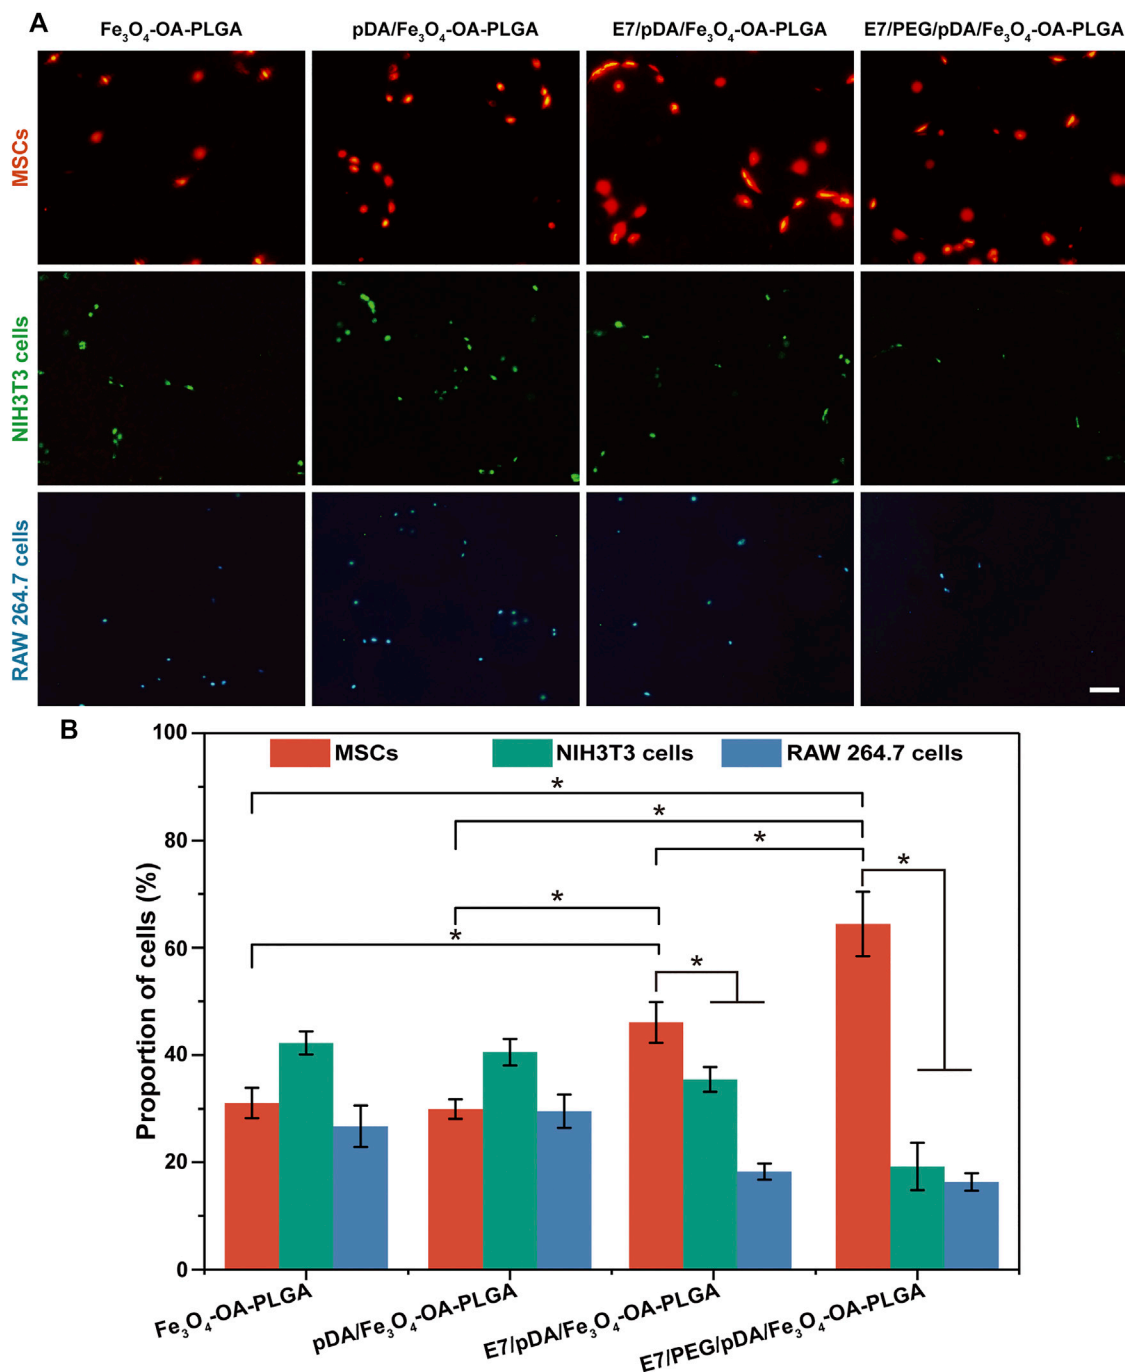 A
Fe₃O₄-OA-PLGA
pDA/Fe₃O₄-OA-PLGA
E7/pDA/Fe₃O₄-OA-PLGA
E7/PEG/pDA/Fe₃O₄-OA-PLGA
MSCs
NIH3T3 cells
RAW 264.7 cells
B
MSCs
NIH3T3 cells
RAW 264.7 cells
Proportion of cells (%)
100
80
60
40
20
0
*
*
*
*
*
*
*
Fe₃O₄-OA-PLGA
pDA/Fe₃O₄-OA-PLGA
E7/pDA/Fe₃O₄-OA-PLGA
E7/PEG/pDA/Fe₃O₄-OA-PLGA